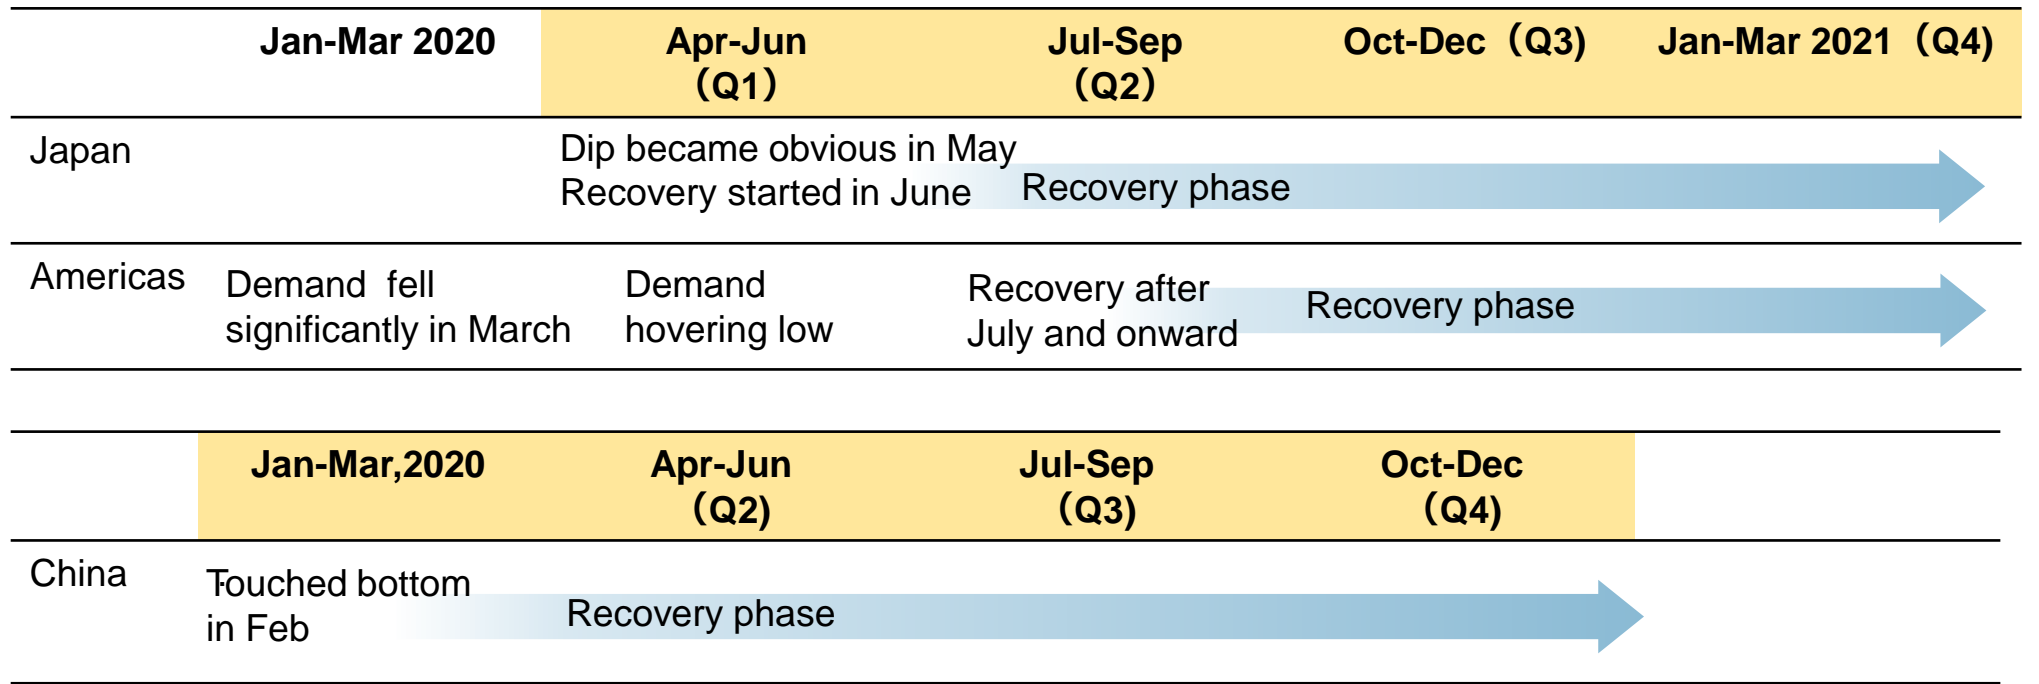 Jan-Mar 2020
Apr-Jun
（Q1）
Jul-Sep
（Q2）
Oct-Dec（Q3)
Jan-Mar 2021（Q4)
Japan
Dip became obvious in May
Recovery started in June
Recovery phase
Americas
Demand fell
significantly in March
Demand
hovering low
Recovery after
July and onward
Recovery phase
Jan-Mar,2020
Apr-Jun
（Q2)
Jul-Sep
（Q3)
Oct-Dec
（Q4)
China
Touched bottom
in Feb
Recovery phase